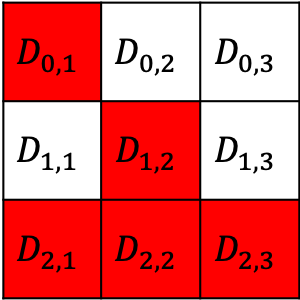 D0,1 D0,2 D0,3
D1,1 D1,2 D1,3
D2,1 D2,2 D2,3